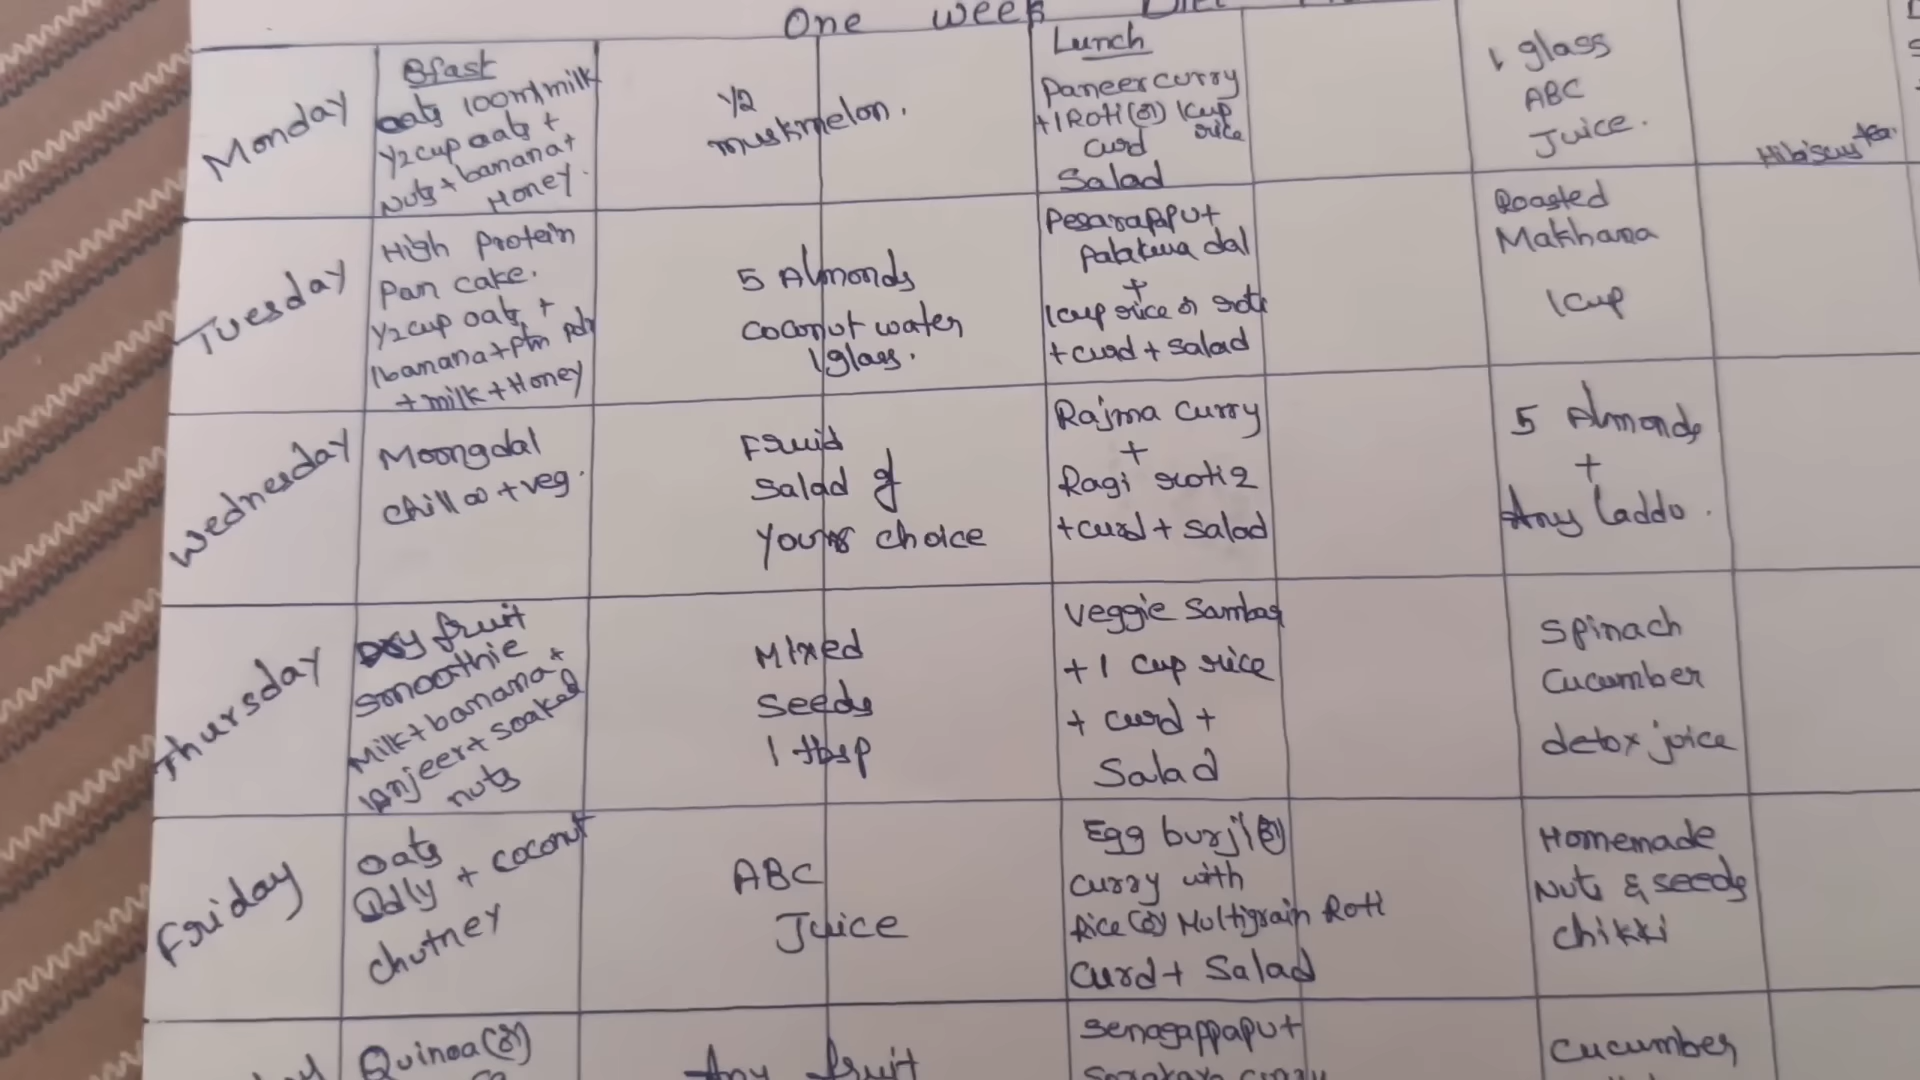 One week Diet
Monday
Bfast
oats 100ml milk
1/2 cup oats +
Nuts + banana +
Honey.
1/2
muskmelon.
Lunch
Paneer curry
+ 1 Roti (or) 1 cup
rice
curd
Salad
1 glass
ABC
Juice.
Hibiscus tea.
Tuesday
High Protein
Pan cake.
1/2 cup oats +
1 banana + ptn pdr
+ milk + Honey
5 Almonds
coconut water
1 glass.
Pesarapappu +
Palakura dal
+
1 cup rice or roti
+ curd + salad
Roasted
Makhana
1 cup
Wednesday
Moongdal
chilla + veg.
Fruit
Salad of
Your choice
Rajma curry
+
Ragi roti 2
+ curd + salad
5 Almonds
+
Any laddo.
Thursday
Dry fruit
Smoothie
Milk + banana +
anjeer + soaked
nuts
Mixed
Seeds
1 tbsp
Veggie Sambar
+ 1 cup rice
+ curd +
Salad
Spinach
Cucumber
detox juice
Friday
Oats
Idly + coconut
chutney
ABC
Juice
Egg burji (or)
curry with
Rice (or) Multigrain Roti
Curd + Salad
Homemade
Nuts & seeds
chikki
Quinoa (or)
Any fruit
Senagappapu +
Cucumber